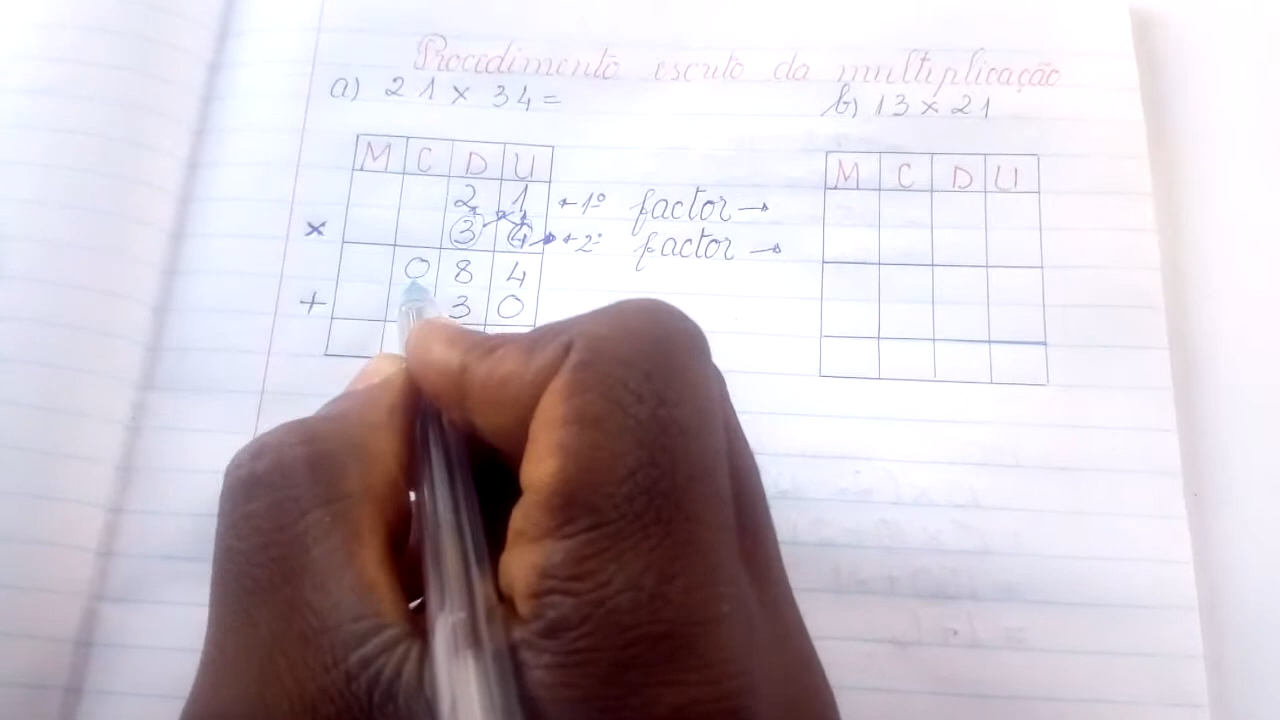 Procedimento escrito da multiplicação
a) 21 x 34 =
b) 13 x 21
M C D U
2 1 ← 1º factor →
x 3 4 → ← 2º factor →
0 8 4
+ 3 0
M C D U